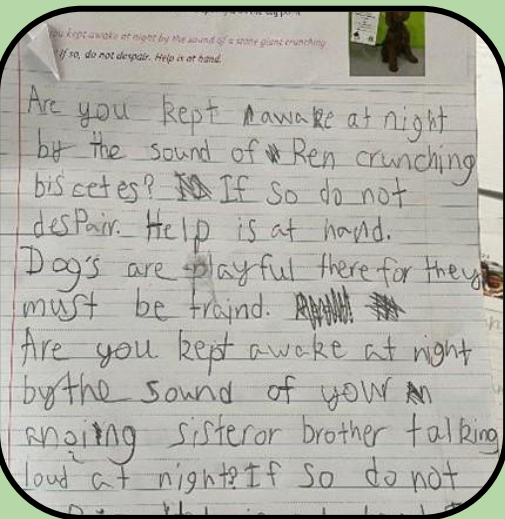 you kept awake at night by the sound of a stone giant crunching
If so, do not despair. Help is at hand.
Are you kept awake at night
by the sound of Ren crunching
biscetes? If so do not
desPair. Help is at hand.
Dog's are playful there for they
must be traind.
Are you kept awake at night
by the sound of yowr
anoiing sisteror brother talking
loud at night? If so do not